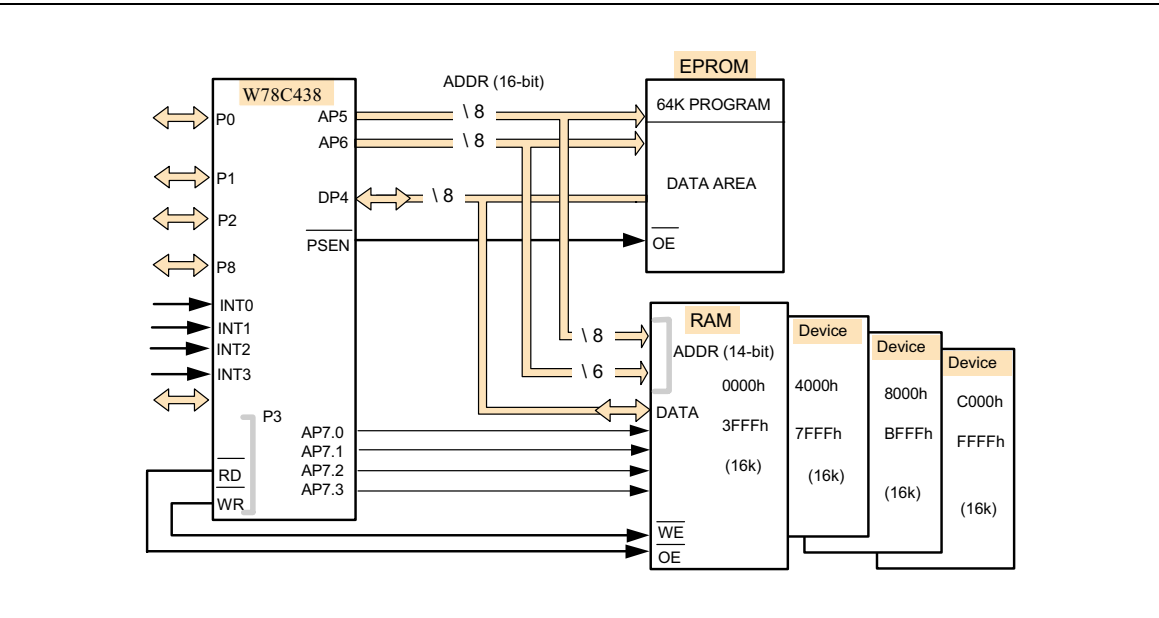 EPROM
ADDR (16-bit)
W78C438
64K PROGRAM
P0
AP5
\ 8
AP6
\ 8
P1
DATA AREA
DP4
\ 8
P2
PSEN
OE
P8
INT0
INT1
INT2
INT3
RAM
Device
Device
Device
\ 8
ADDR (14-bit)
\ 6
0000h
4000h
8000h
C000h
P3
DATA
3FFFh
7FFFh
BFFFh
FFFFh
AP7.0
AP7.1
AP7.2
AP7.3
(16k)
(16k)
(16k)
(16k)
RD
WR
WE
OE